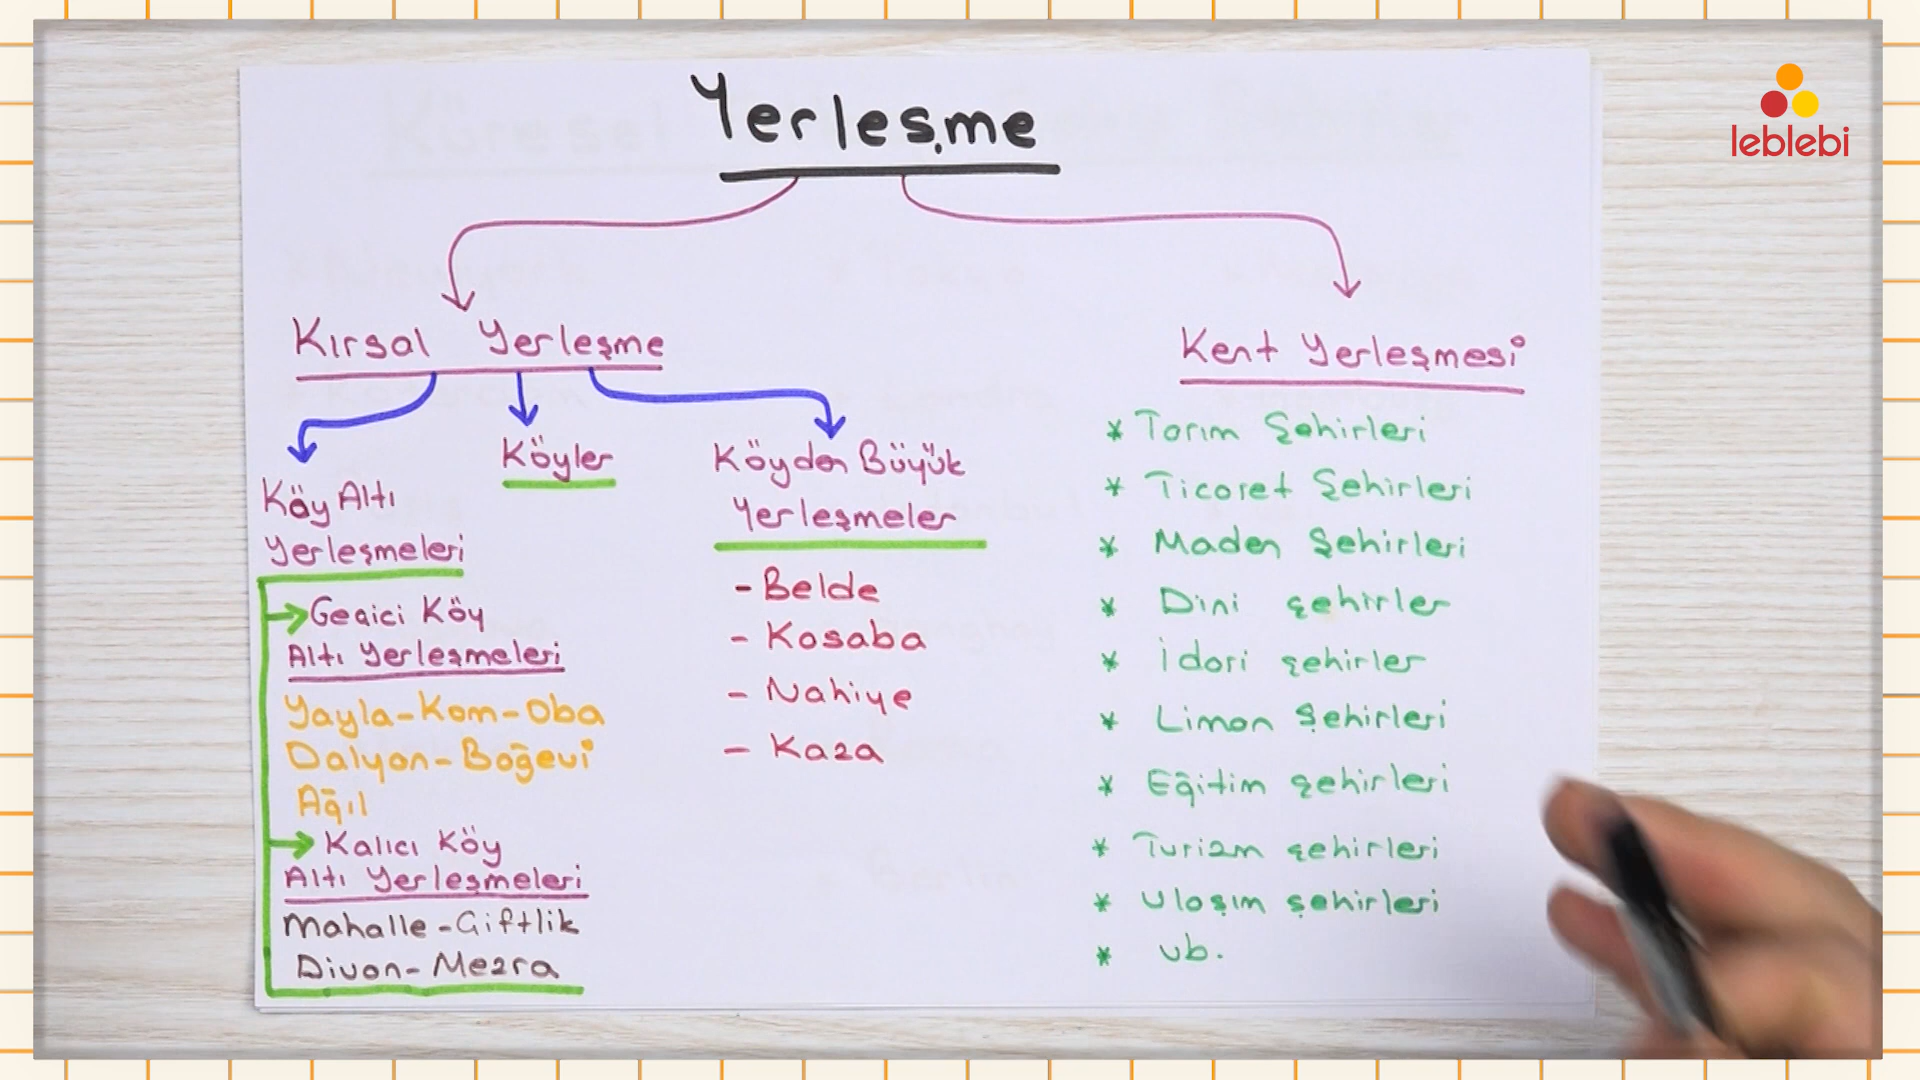 Yerleşme
leblebi
Kırsal Yerleşme
Köy Altı
Yerleşmeleri
Geçici Köy
Altı Yerleşmeleri
Yayla-Kom-Oba
Dalyan-Bağevi
Ağıl
Kalıcı Köy
Altı Yerleşmeleri
Mahalle-Çiftlik
Divan-Mezra
Köyler
Köyden Büyük
Yerleşmeler
- Belde
- Kasaba
- Nahiye
- Kaza
Kent Yerleşmesi
* Tarım Şehirleri
* Ticaret Şehirleri
* Maden Şehirleri
* Dini şehirler
* İdari şehirler
* Liman Şehirleri
* Eğitim şehirleri
* Turizm şehirleri
* Ulaşım şehirleri
* vb.